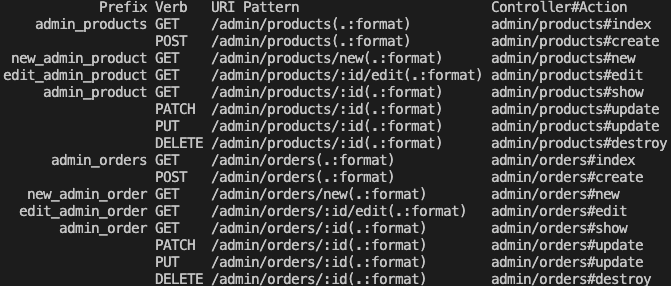 Prefix Verb URI Pattern Controller#Action
admin_products GET /admin/products(.:format) admin/products#index
POST /admin/products(.:format) admin/products#create
new_admin_product GET /admin/products/new(.:format) admin/products#new
edit_admin_product GET /admin/products/:id/edit(.:format) admin/products#edit
admin_product GET /admin/products/:id(.:format) admin/products#show
PATCH /admin/products/:id(.:format) admin/products#update
PUT /admin/products/:id(.:format) admin/products#update
DELETE /admin/products/:id(.:format) admin/products#destroy
admin_orders GET /admin/orders(.:format) admin/orders#index
POST /admin/orders(.:format) admin/orders#create
new_admin_order GET /admin/orders/new(.:format) admin/orders#new
edit_admin_order GET /admin/orders/:id/edit(.:format) admin/orders#edit
admin_order GET /admin/orders/:id(.:format) admin/orders#show
PATCH /admin/orders/:id(.:format) admin/orders#update
PUT /admin/orders/:id(.:format) admin/orders#update
DELETE /admin/orders/:id(.:format) admin/orders#destroy